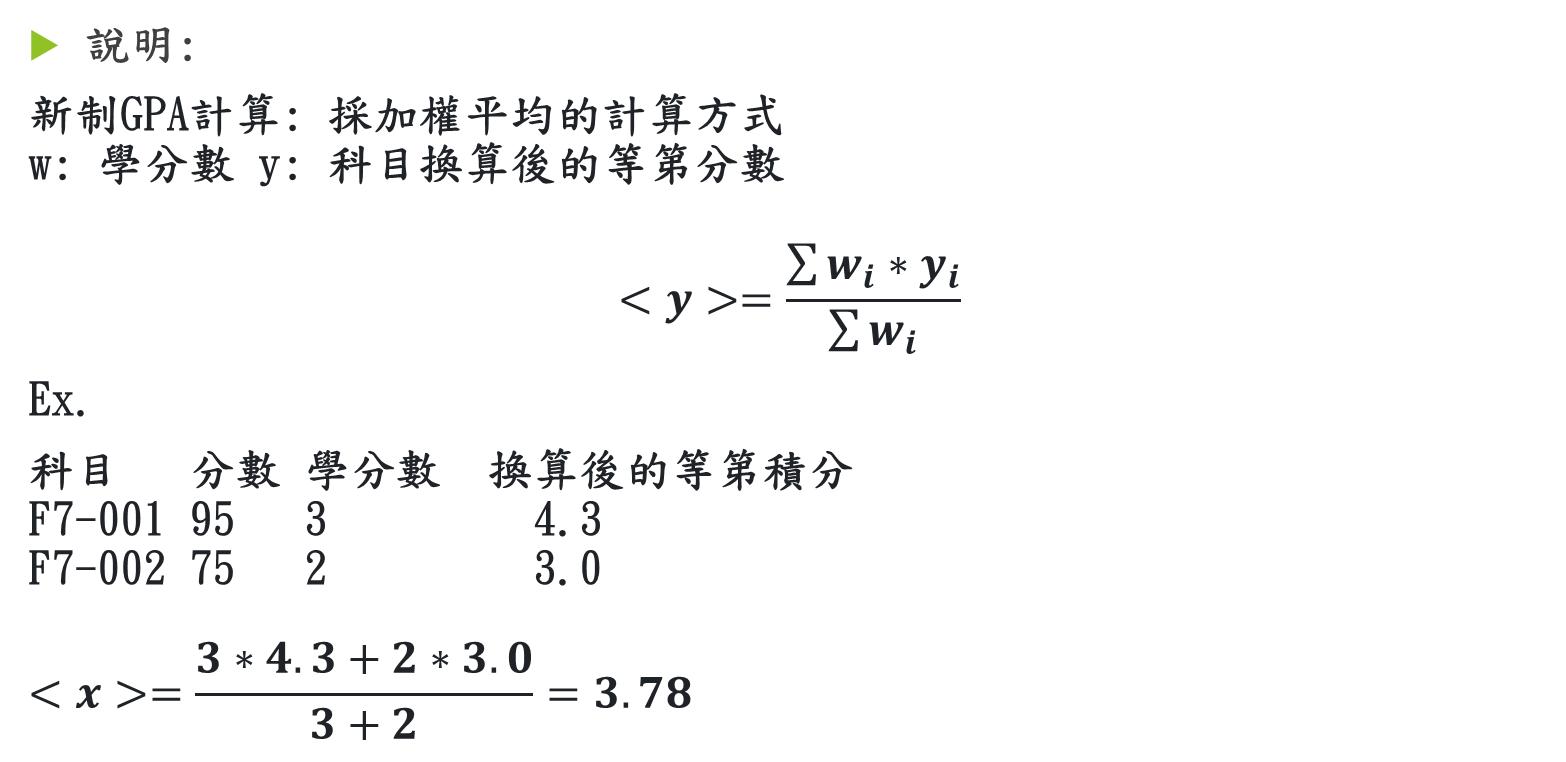 ▶ 說明:
新制GPA計算: 採加權平均的計算方式
w: 學分數 y: 科目換算後的等第分數
< y >= ∑ w_i * y_i / ∑ w_i
Ex.
科目 分數 學分數 換算後的等第積分
F7-001 95 3 4.3
F7-002 75 2 3.0
< x >= 3 * 4.3 + 2 * 3.0 / 3 + 2 = 3.78